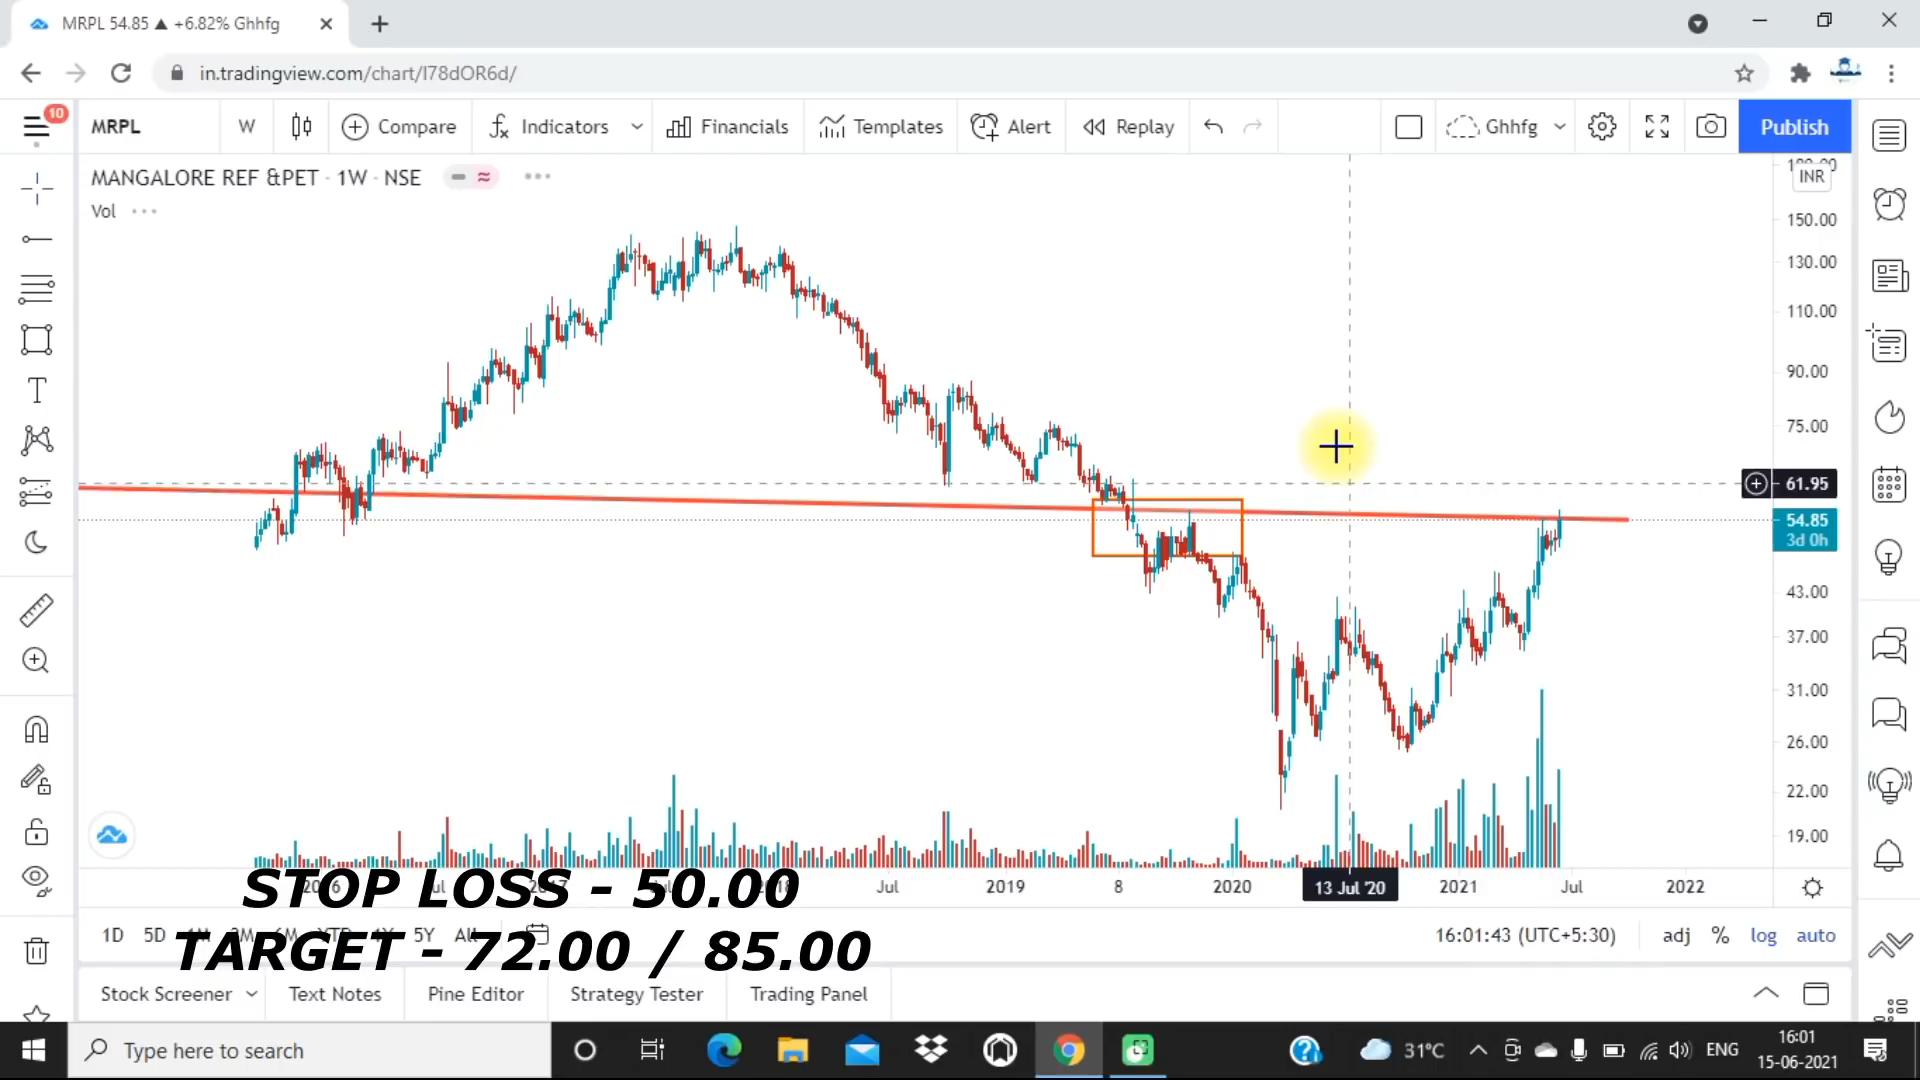 MRPL 54.85 ▲ +6.82% Ghhfg
in.tradingview.com/chart/I78dOR6d/
10
MRPL W Compare Indicators Financials Templates Alert Replay Ghhfg Publish
MANGALORE REF &PET · 1W · NSE
INR
Vol
150.00
130.00
110.00
90.00
75.00
61.95
54.85
3d 0h
43.00
37.00
31.00
26.00
22.00
19.00
Jul 2019 8 2020 13 Jul '20 2021 Jul 2022
STOP LOSS - 50.00
1D 5D 5Y All 16:01:43 (UTC+5:30) adj % log auto
TARGET - 72.00 / 85.00
Stock Screener Text Notes Pine Editor Strategy Tester Trading Panel
Type here to search
31°C ENG
16:01
15-06-2021